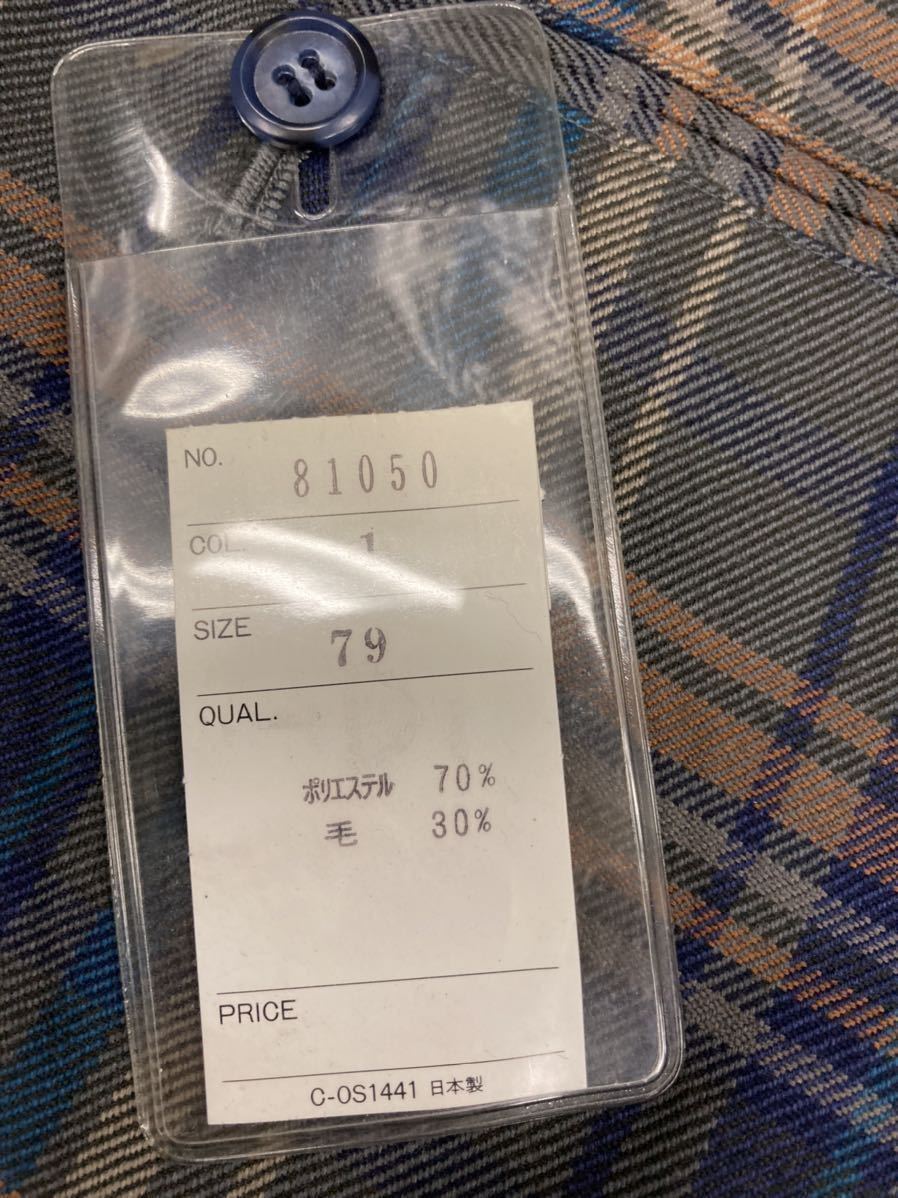 NO. 81050
COL. 1
SIZE 79
QUAL.
ポリエステル 70%
毛 30%
PRICE
C-OS1441 日本製